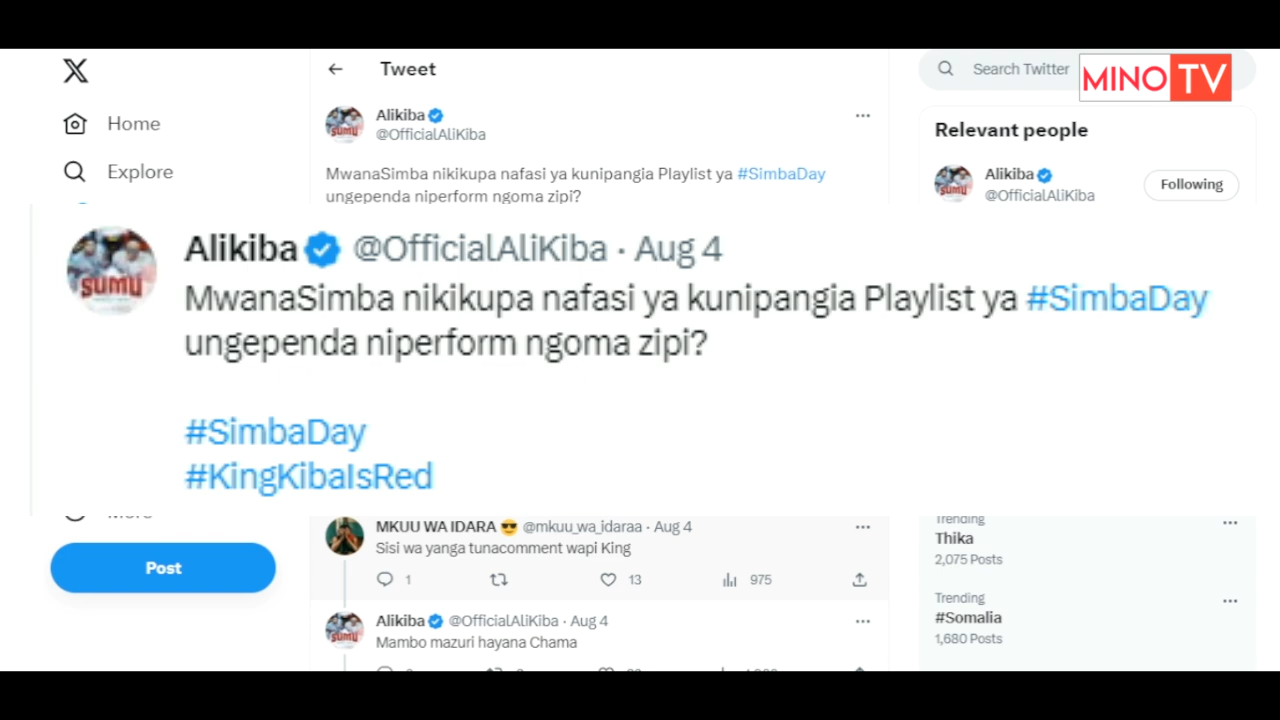 MINO TV
Home
Explore
Post
Tweet
Alikiba
@OfficialAliKiba
MwanaSimba nikikupa nafasi ya kunipangia Playlist ya #SimbaDay
ungependa niperform ngoma zipi?
Search Twitter
Relevant people
Alikiba
@OfficialAliKiba
Following
SUMU
Alikiba @OfficialAliKiba · Aug 4
MwanaSimba nikikupa nafasi ya kunipangia Playlist ya #SimbaDay
ungependa niperform ngoma zipi?
#SimbaDay
#KingKibaIsRed
MKUU WA IDARA 😎 @mkuu_wa_idaraa · Aug 4
Sisi wa yanga tunacomment wapi King
1 13 975
Alikiba @OfficialAliKiba · Aug 4
Mambo mazuri hayana Chama
Trending
Thika
2,075 Posts
Trending
#Somalia
1,680 Posts